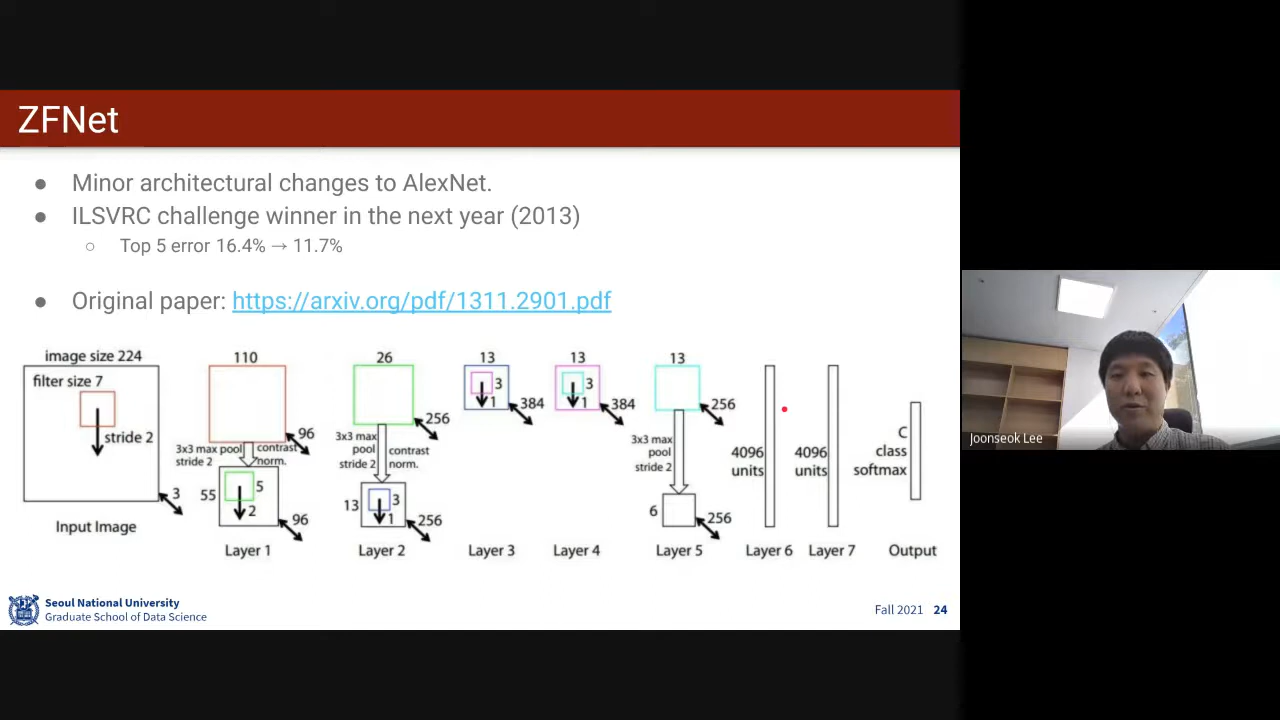 ZFNet
● Minor architectural changes to AlexNet.
● ILSVRC challenge winner in the next year (2013)
○ Top 5 error 16.4% → 11.7%
● Original paper: https://arxiv.org/pdf/1311.2901.pdf
image size 224
filter size 7
stride 2
3
Input Image
110
96
3x3 max pool
stride 2
contrast
norm.
55
5
2
96
Layer 1
26
256
3x3 max
pool
stride 2
contrast
norm.
13
3
1
256
Layer 2
13
3
1
384
Layer 3
13
3
1
384
Layer 4
13
256
3x3 max
pool
stride 2
6
256
Layer 5
4096
units
Layer 6
4096
units
Layer 7
C
class
softmax
Output
Joonseok Lee
Seoul National University
Graduate School of Data Science
Fall 2021 24